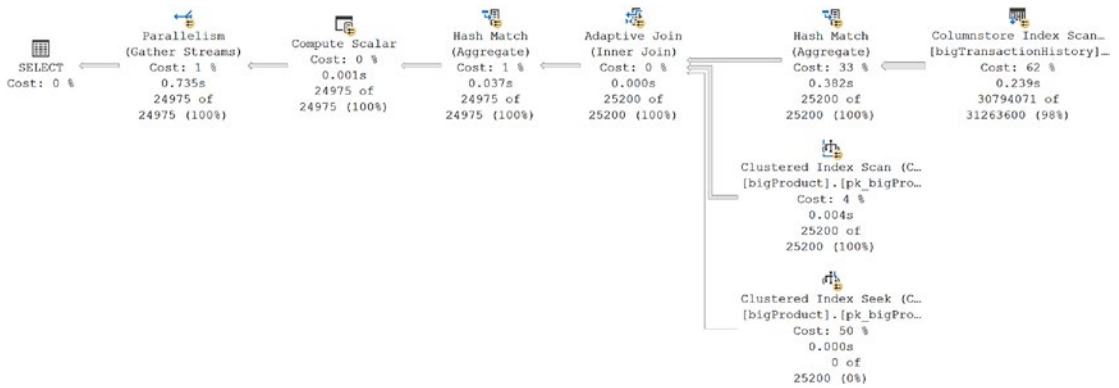 SELECT
Cost: 0 %
Parallelism
(Gather Streams)
Cost: 1 %
0.735s
24975 of
24975 (100%)
Compute Scalar
Cost: 0 %
0.001s
24975 of
24975 (100%)
Hash Match
(Aggregate)
Cost: 1 %
0.037s
24975 of
24975 (100%)
Adaptive Join
(Inner Join)
Cost: 0 %
0.000s
25200 of
25200 (100%)
Hash Match
(Aggregate)
Cost: 33 %
0.382s
25200 of
25200 (100%)
Columnstore Index Scan…
[bigTransactionHistory]…
Cost: 62 %
0.239s
30794071 of
31263600 (98%)
Clustered Index Scan (C…
[bigProduct].[pk_bigPro…
Cost: 4 %
0.004s
25200 of
25200 (100%)
Clustered Index Seek (C…
[bigProduct].[pk_bigPro…
Cost: 50 %
0.000s
0 of
25200 (0%)